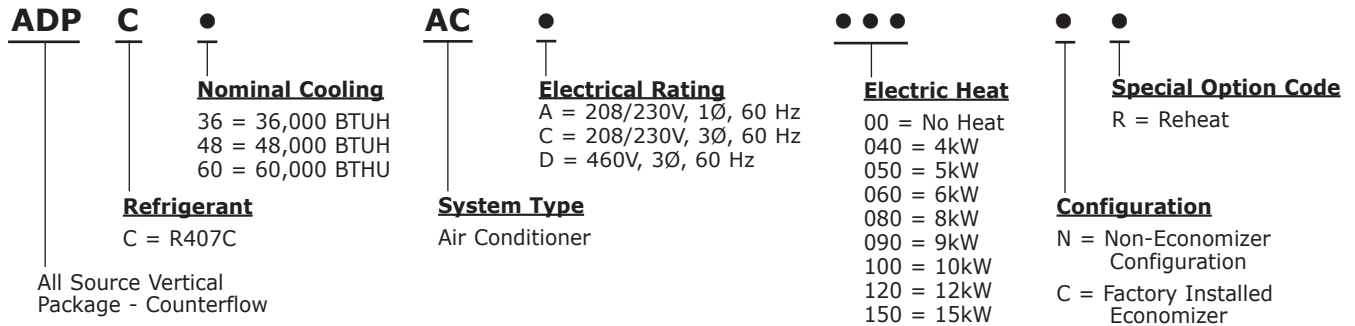 ADP C ● AC ● ● ● ● ● ●
Nominal Cooling
36 = 36,000 BTUH
48 = 48,000 BTUH
60 = 60,000 BTHU
Electrical Rating
A = 208/230V, 1Ø, 60 Hz
C = 208/230V, 3Ø, 60 Hz
D = 460V, 3Ø, 60 Hz
Electric Heat
00 = No Heat
040 = 4kW
050 = 5kW
060 = 6kW
080 = 8kW
090 = 9kW
100 = 10kW
120 = 12kW
150 = 15kW
Special Option Code
R = Reheat
Refrigerant
C = R407C
System Type
Air Conditioner
Configuration
N = Non-Economizer
Configuration
C = Factory Installed
Economizer
All Source Vertical
Package - Counterflow